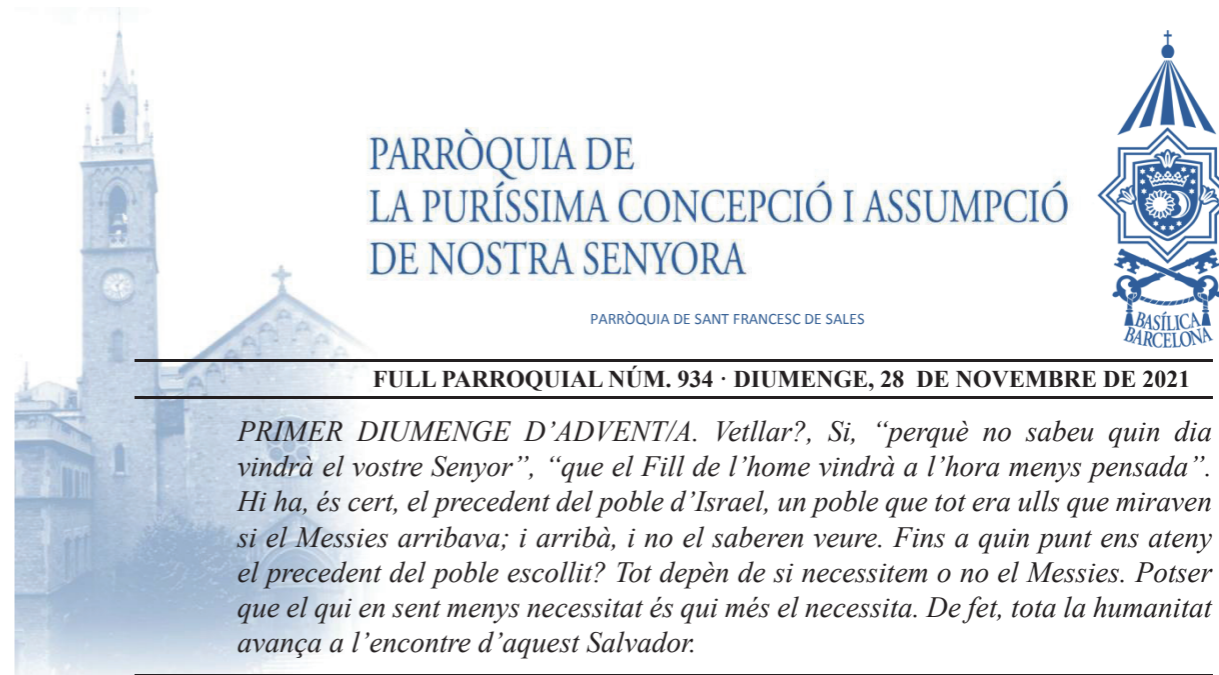 PARRÒQUIA DE
LA PURÍSSIMA CONCEPCIÓ I ASSUMPCIÓ
DE NOSTRA SENYORA
PARRÒQUIA DE SANT FRANCESC DE SALES
BASÍLICA
BARCELONA
FULL PARROQUIAL NÚM. 934 · DIUMENGE, 28 DE NOVEMBRE DE 2021
PRIMER DIUMENGE D’ADVENT/A. Vetllar?, Si, “perquè no sabeu quin dia
vindrà el vostre Senyor”, “que el Fill de l’home vindrà a l’hora menys pensada”.
Hi ha, és cert, el precedent del poble d’Israel, un poble que tot era ulls que miraven
si el Messies arribava; i arribà, i no el saberen veure. Fins a quin punt ens ateny
el precedent del poble escollit? Tot depèn de si necessitem o no el Messies. Potser
que el qui en sent menys necessitat és qui més el necessita. De fet, tota la humanitat
avança a l’encontre d’aquest Salvador.